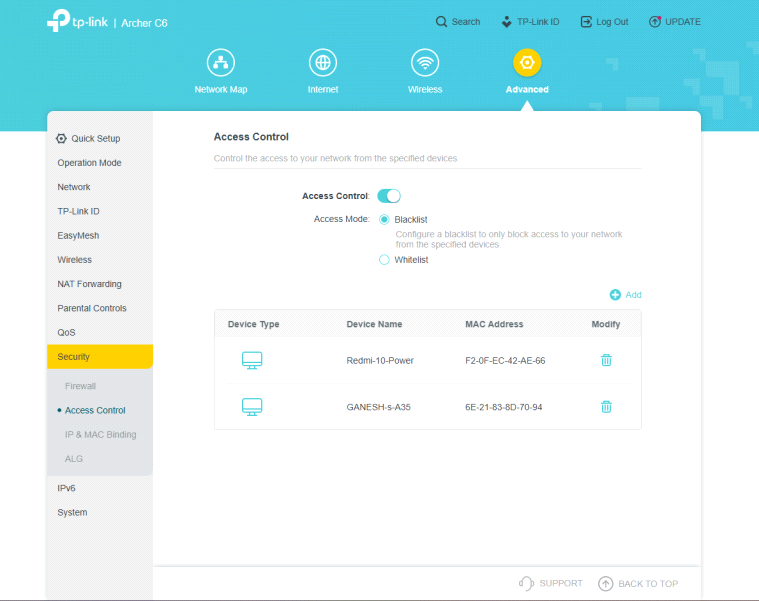 tp-link | Archer C6
Search
TP-Link ID
Log Out
UPDATE
Network Map
Internet
Wireless
Advanced
Quick Setup
Operation Mode
Network
TP-Link ID
EasyMesh
Wireless
NAT Forwarding
Parental Controls
QoS
Security
Firewall
Access Control
IP & MAC Binding
ALG
IPv6
System
Access Control
Control the access to your network from the specified devices.
Access Control:
Access Mode: Blacklist
Configure a blacklist to only block access to your network
from the specified devices.
Whitelist
Add
Device Type Device Name MAC Address Modify
Redmi-10-Power F2-0F-EC-42-AE-66
GANESH-s-A35 6E-21-83-8D-70-94
SUPPORT BACK TO TOP